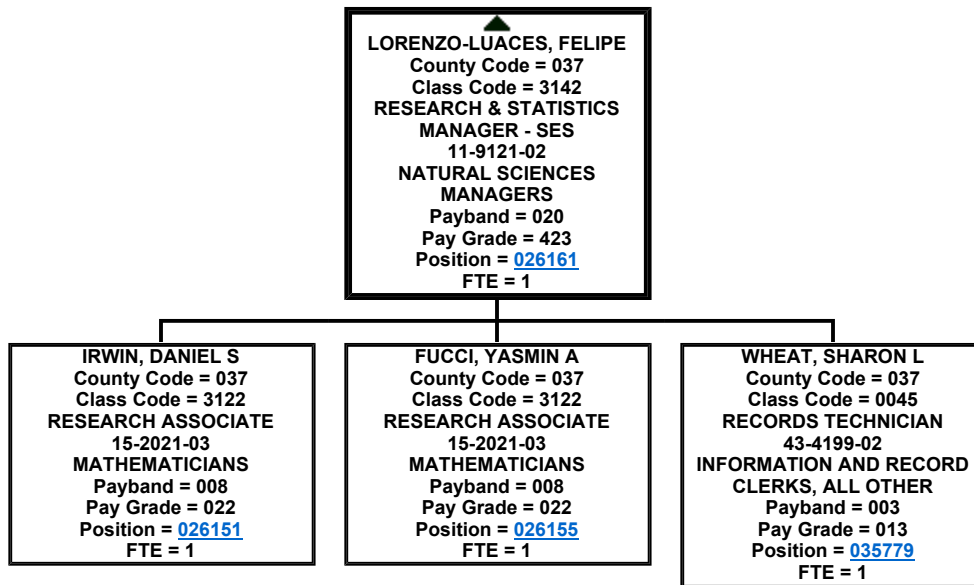 LORENZO-LUACES, FELIPE
County Code = 037
Class Code = 3142
RESEARCH & STATISTICS
MANAGER - SES
11-9121-02
NATURAL SCIENCES
MANAGERS
Payband = 020
Pay Grade = 423
Position = 026161
FTE = 1
IRWIN, DANIEL S
County Code = 037
Class Code = 3122
RESEARCH ASSOCIATE
15-2021-03
MATHEMATICIANS
Payband = 008
Pay Grade = 022
Position = 026151
FTE = 1
FUCCI, YASMIN A
County Code = 037
Class Code = 3122
RESEARCH ASSOCIATE
15-2021-03
MATHEMATICIANS
Payband = 008
Pay Grade = 022
Position = 026155
FTE = 1
WHEAT, SHARON L
County Code = 037
Class Code = 0045
RECORDS TECHNICIAN
43-4199-02
INFORMATION AND RECORD
CLERKS, ALL OTHER
Payband = 003
Pay Grade = 013
Position = 035779
FTE = 1